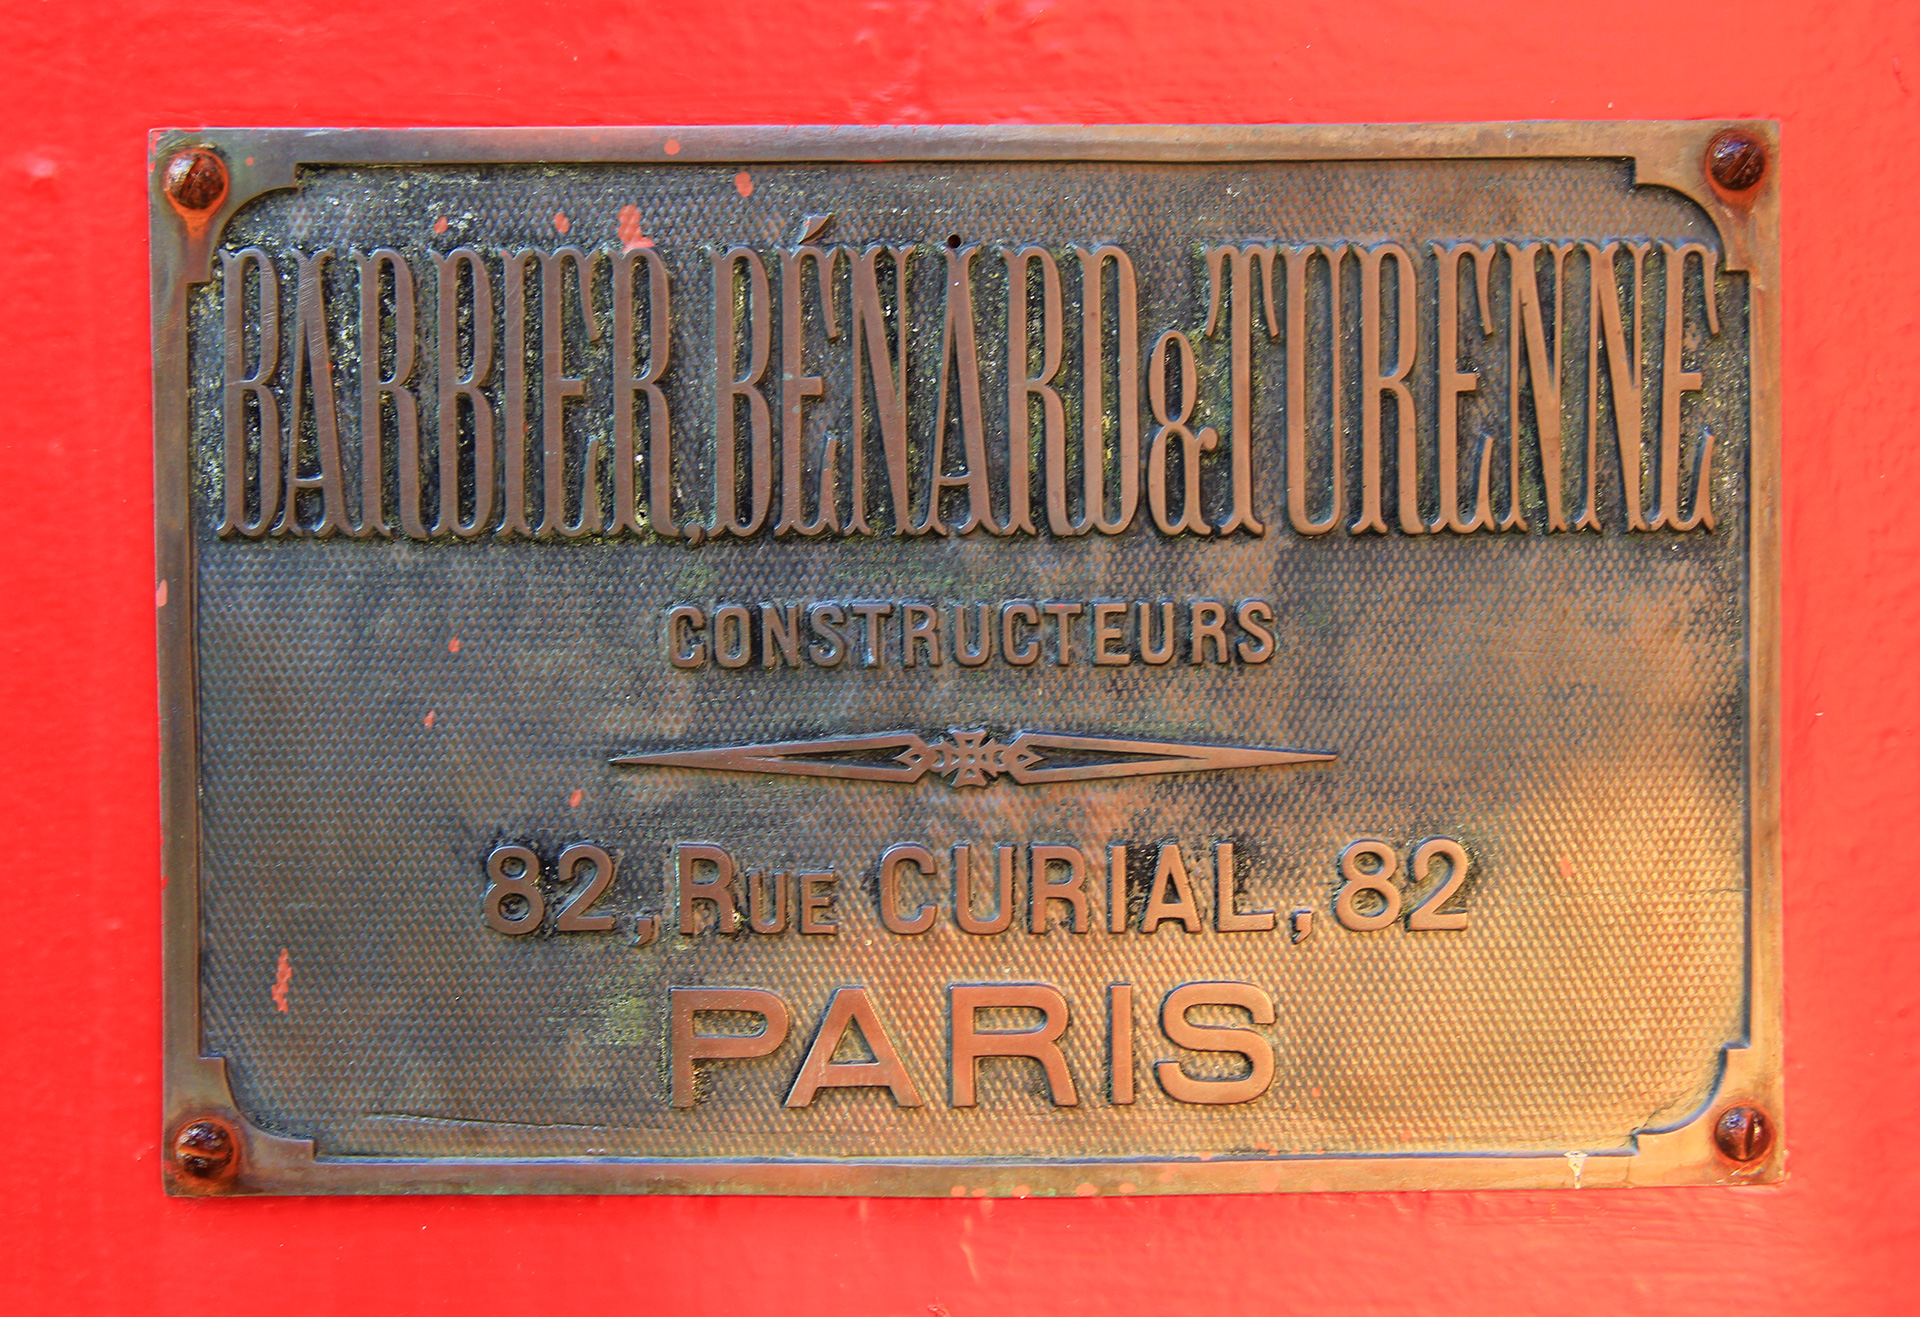 BARBIER, BÉNARD & TURENNE
CONSTRUCTEURS
82, RUE CURIAL, 82
PARIS